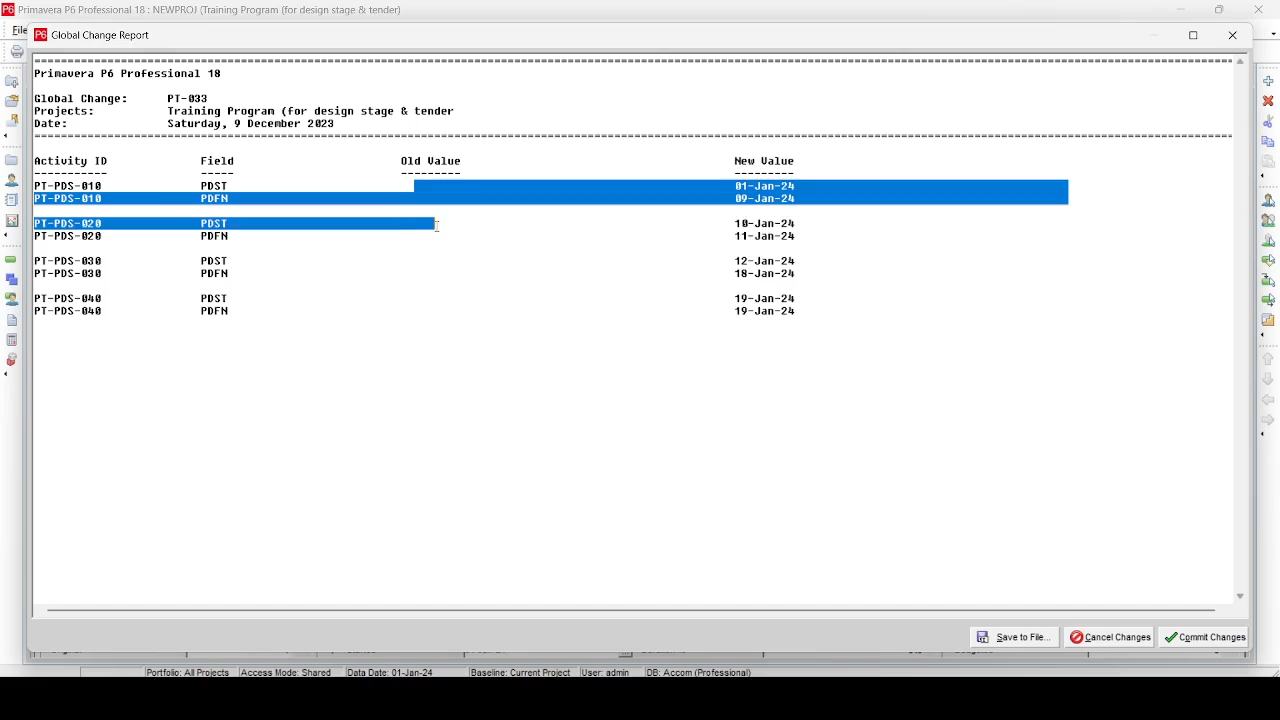 P6 Primavera P6 Professional 18 : NEWPROJ (Training Program (for design stage & tender)
File
P6 Global Change Report
Primavera P6 Professional 18
Global Change: PT-033
Projects: Training Program (for design stage & tender
Date: Saturday, 9 December 2023
Activity ID Field Old Value New Value
PT-PDS-010 PDST 01-Jan-24
PT-PDS-010 PDFN 09-Jan-24
PT-PDS-020 PDST 10-Jan-24
PT-PDS-020 PDFN 11-Jan-24
PT-PDS-030 PDST 12-Jan-24
PT-PDS-030 PDFN 18-Jan-24
PT-PDS-040 PDST 19-Jan-24
PT-PDS-040 PDFN 19-Jan-24
Save to File... Cancel Changes Commit Changes
Portfolio: All Projects Access Mode: Shared Data Date: 01-Jan-24 Baseline: Current Project User: admin DB: Accom (Professional)